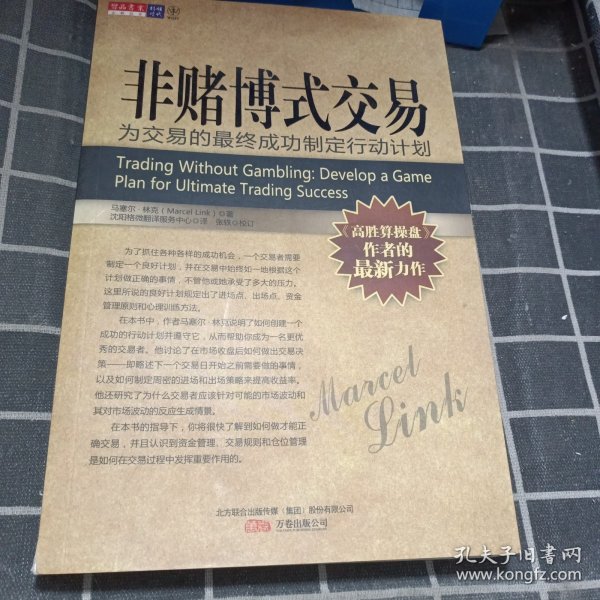 智品书业
非赌博式交易
为交易的最终成功制定行动计划
Trading Without Gambling: Develop a Game
Plan for Ultimate Trading Success
马塞尔·林克（Marcel Link）◎著
沈阳格微翻译服务中心◎译 张轶◎校订
《高胜算操盘》
作者的
最新力作
为了抓住各种各样的成功机会，一个交易者需要
制定一个良好计划，并在交易中始终如一地根据这个
计划做正确的事情，不管他或她承受了多大的压力。
这里所说的良好计划规定出了进场点、出场点、资金
管理原则和心理训练方法。
在本书中，作者马塞尔·林克说明了如何创建一个
成功的行动计划并遵守它，从而帮助你成为一名更优
秀的交易者。他讨论了在市场收盘后如何做出交易决
策——即略述下一个交易日开始之前需要做的事情，
以及如何制定周密的进场和出场策略来提高收益率。
他还研究了为什么交易者应该针对可能的市场波动和
其对市场波动的反应生成情景。
在本书的指导下，你将很快了解到如何做才能正
确交易，并且认识到资金管理、交易规则和仓位管理
是如何在交易过程中发挥重要作用的。
Marcel
Link
北方联合出版传媒（集团）股份有限公司
万卷出版公司
孔夫子旧书网
www.kongfz.com